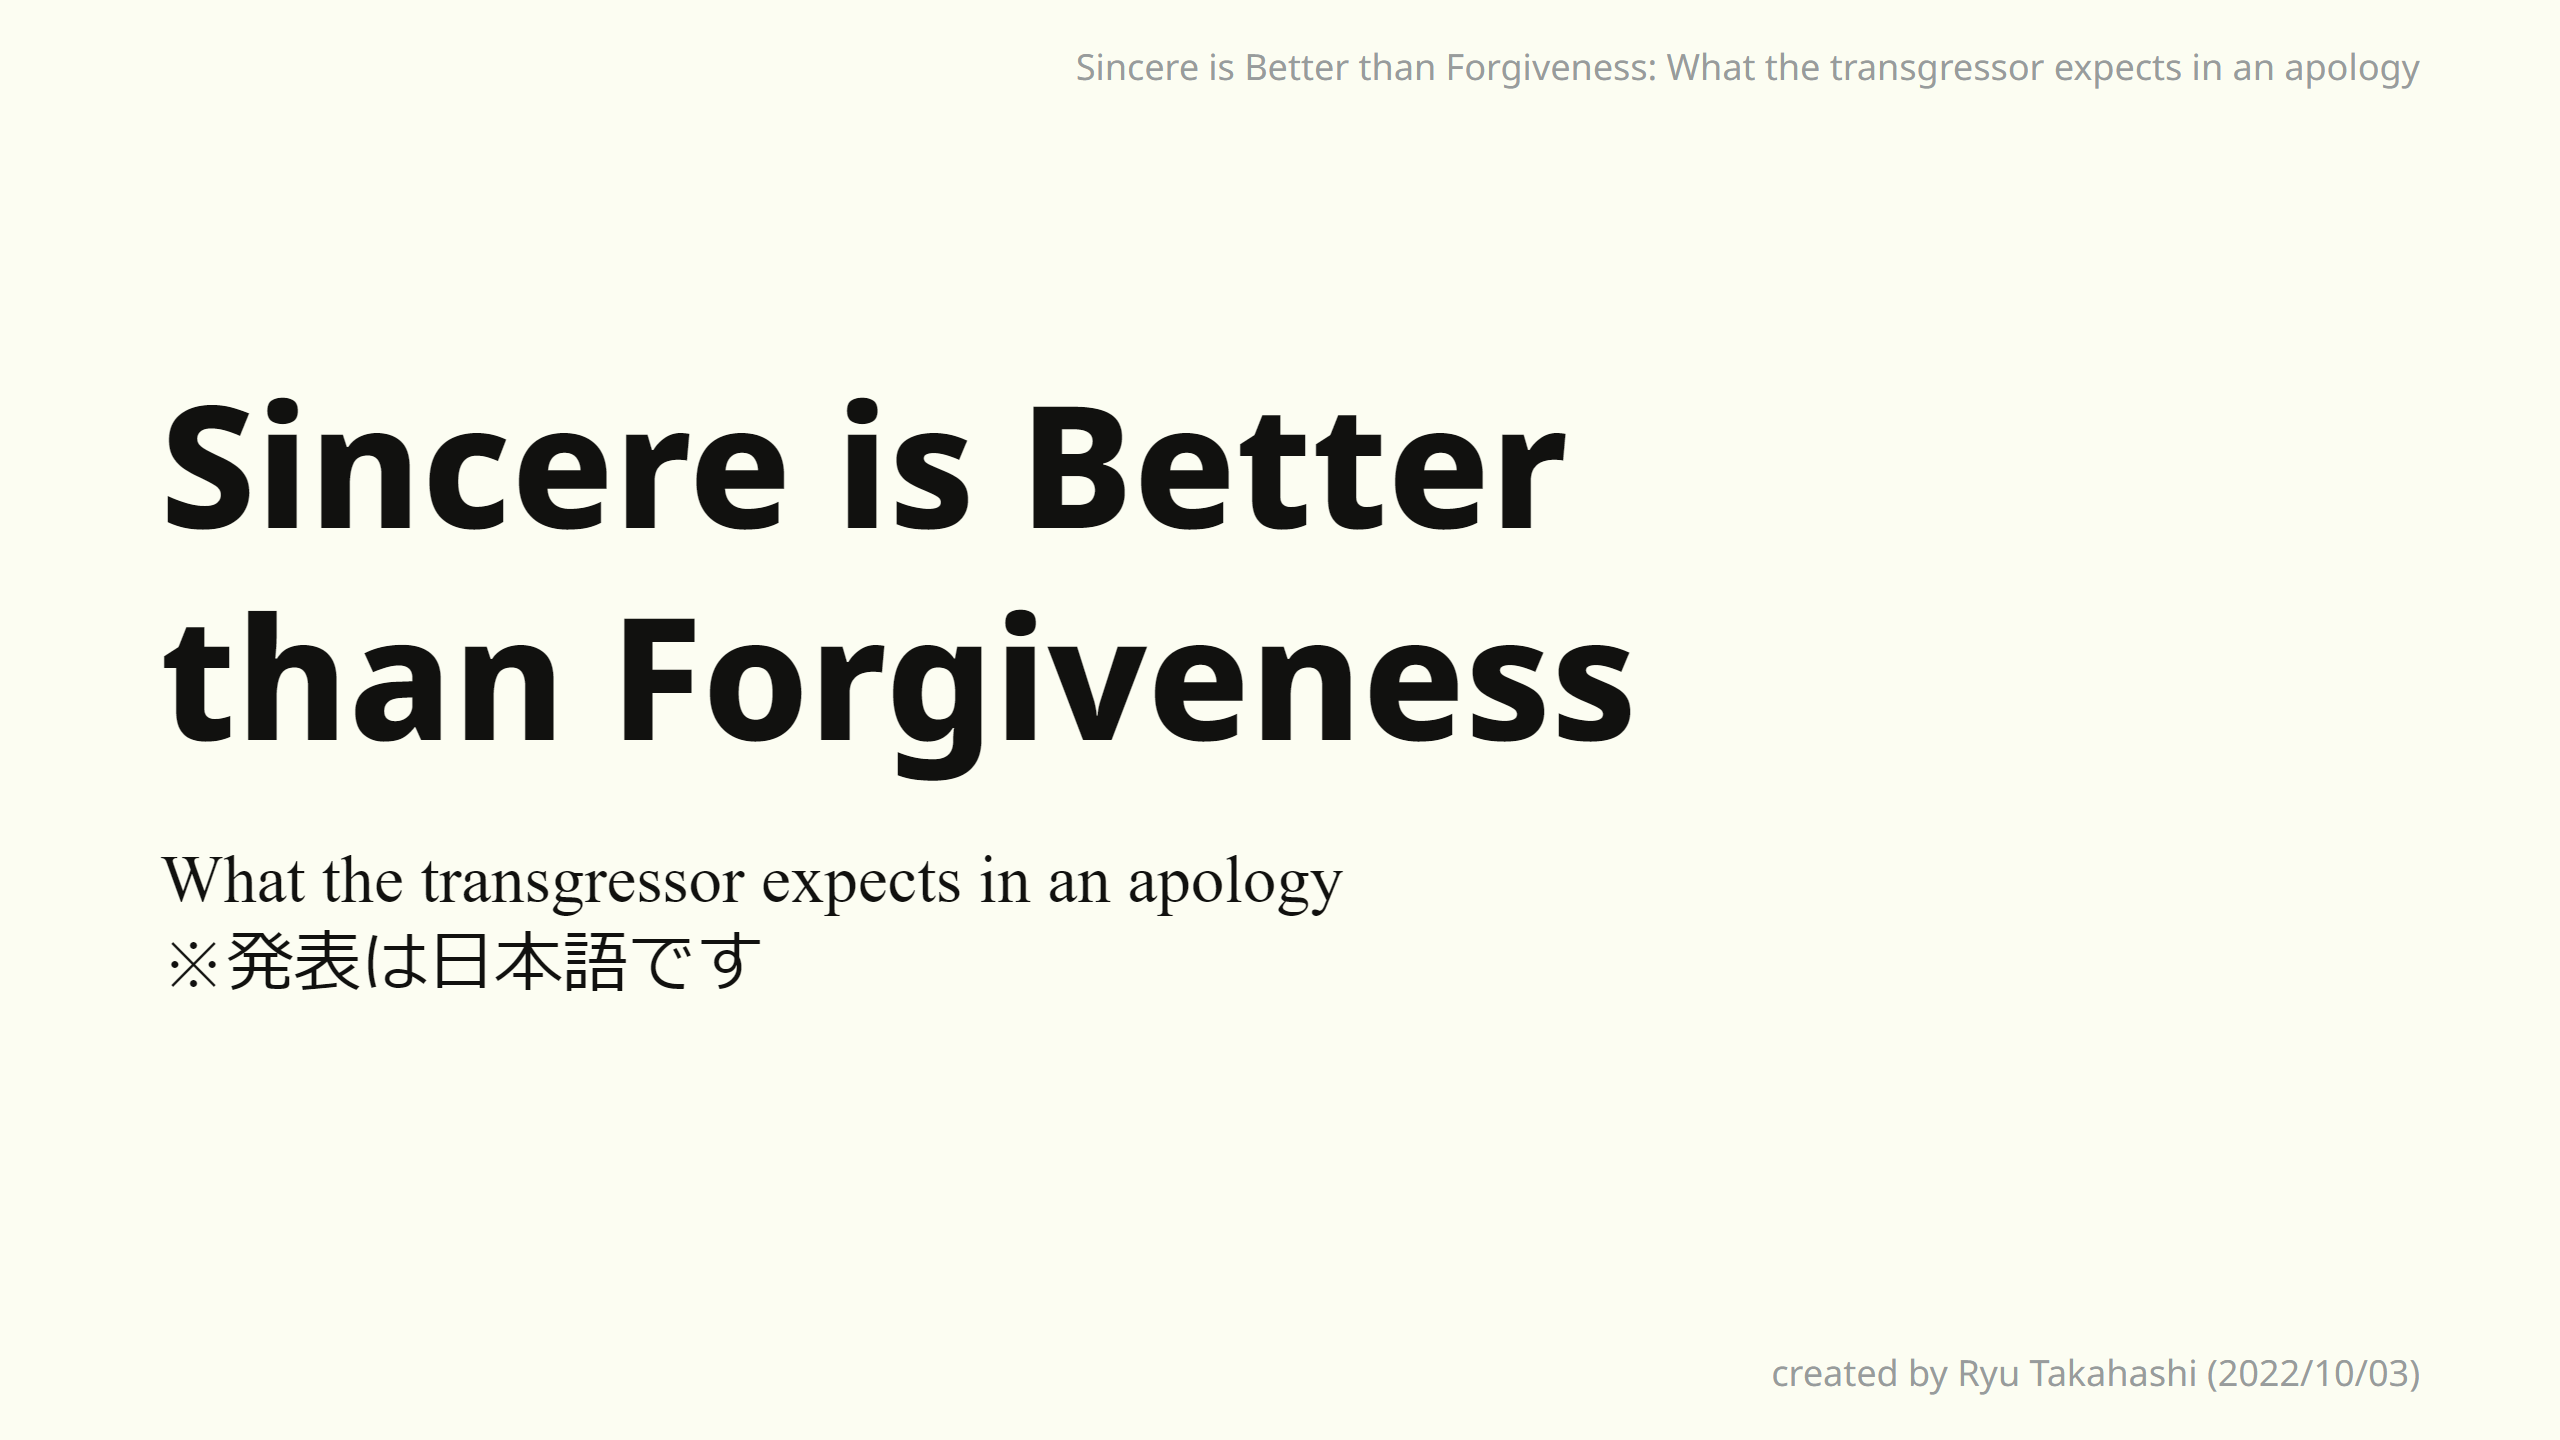 Sincere is Better than Forgiveness: What the transgressor expects in an apology
Sincere is Better
than Forgiveness
What the transgressor expects in an apology
※発表は日本語です
created by Ryu Takahashi (2022/10/03)